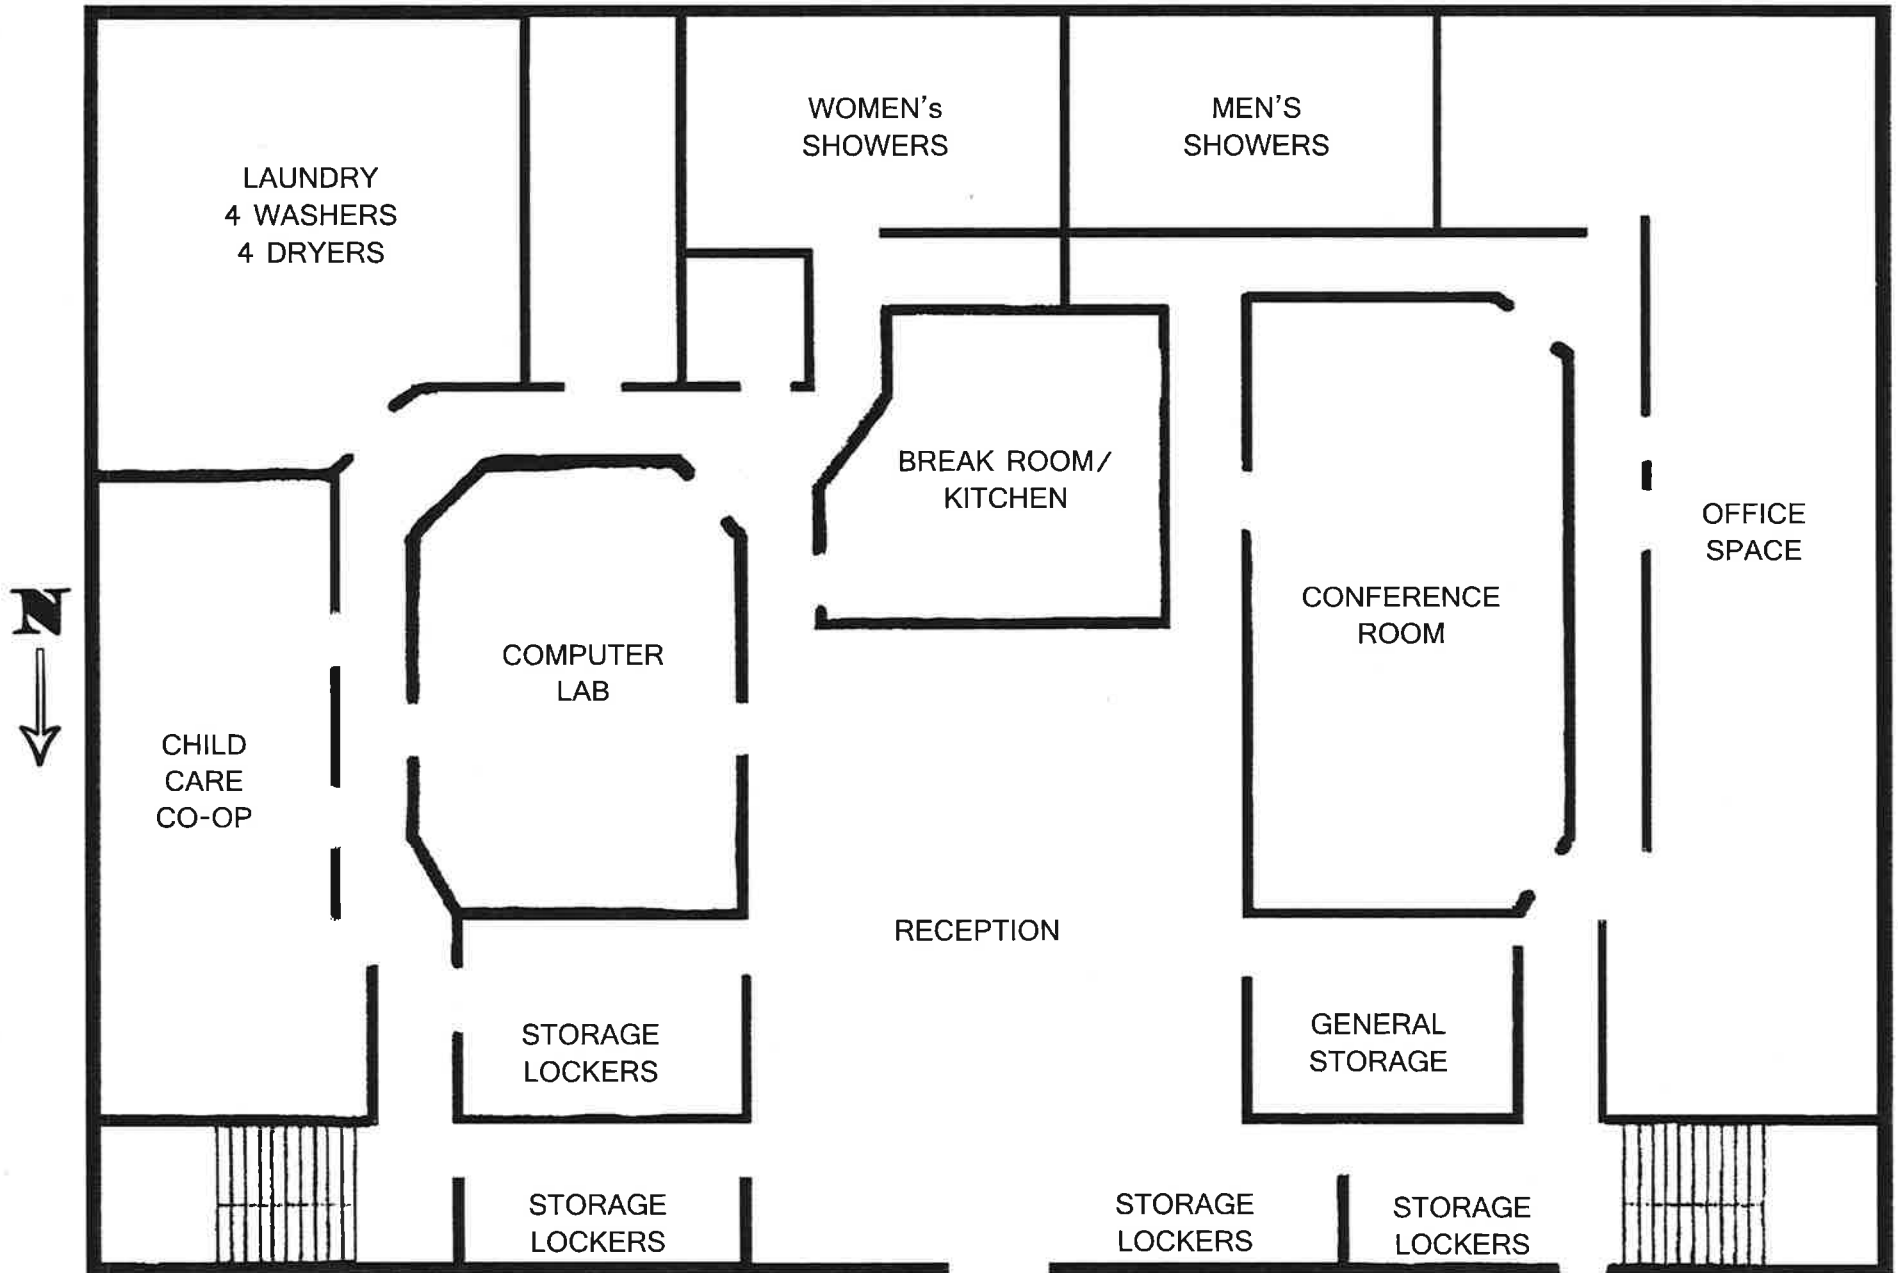 WOMEN's
SHOWERS
MEN'S
SHOWERS
LAUNDRY
4 WASHERS
4 DRYERS
BREAK ROOM/
KITCHEN
OFFICE
SPACE
CONFERENCE
ROOM
N
COMPUTER
LAB
CHILD
CARE
CO-OP
RECEPTION
STORAGE
LOCKERS
GENERAL
STORAGE
STORAGE
LOCKERS
STORAGE
LOCKERS
STORAGE
LOCKERS